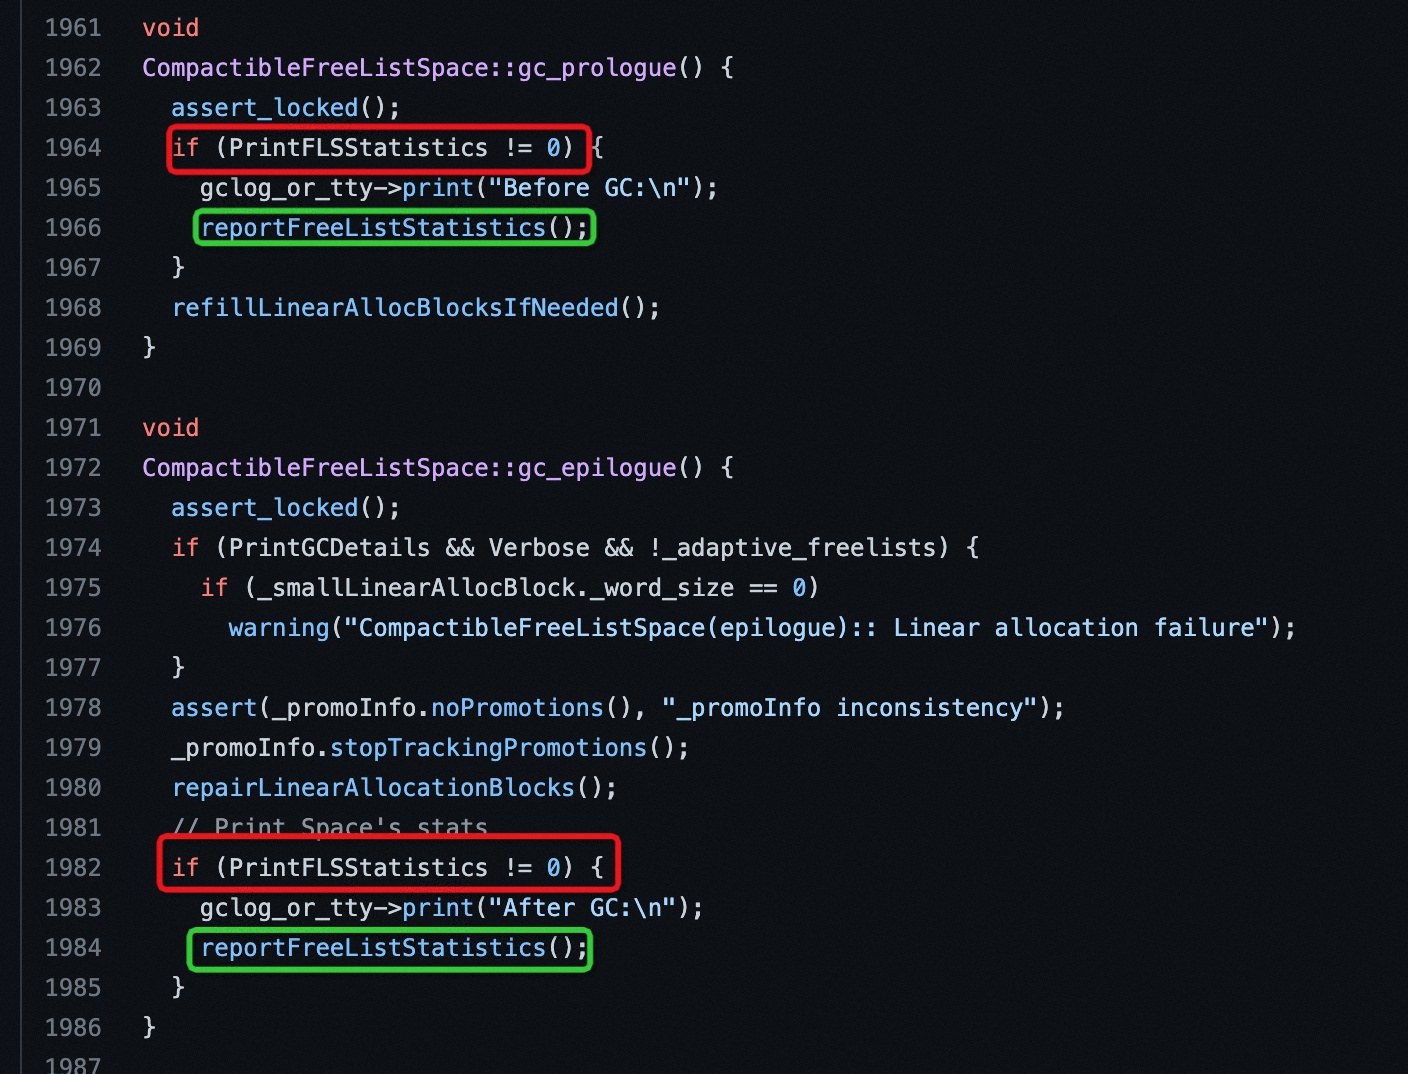 1961 void
1962 CompactibleFreeListSpace::gc_prologue() {
1963 assert_locked();
1964 if (PrintFLSStatistics != 0) {
1965 gclog_or_tty->print("Before GC:\n");
1966 reportFreeListStatistics();
1967 }
1968 refillLinearAllocBlocksIfNeeded();
1969 }
1970
1971 void
1972 CompactibleFreeListSpace::gc_epilogue() {
1973 assert_locked();
1974 if (PrintGCDetails && Verbose && !_adaptive_freelists) {
1975 if (_smallLinearAllocBlock._word_size == 0)
1976 warning("CompactibleFreeListSpace(epilogue):: Linear allocation failure");
1977 }
1978 assert(_promoInfo.noPromotions(), "_promoInfo inconsistency");
1979 _promoInfo.stopTrackingPromotions();
1980 repairLinearAllocationBlocks();
1981 // Print Space's stats
1982 if (PrintFLSStatistics != 0) {
1983 gclog_or_tty->print("After GC:\n");
1984 reportFreeListStatistics();
1985 }
1986 }
1987